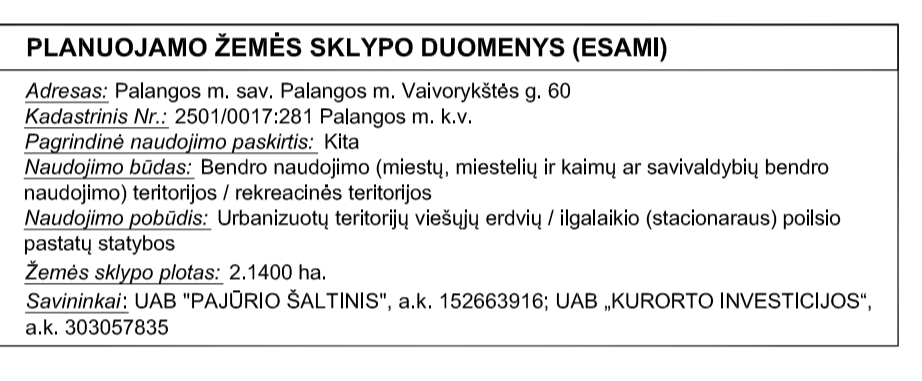 PLANUOJAMO ŽEMĖS SKLYPO DUOMENYS (ESAMI)
Adresas: Palangos m. sav. Palangos m. Vaivorykštės g. 60
Kadastrinis Nr.: 2501/0017:281 Palangos m. k.v.
Pagrindinė naudojimo paskirtis: Kita
Naudojimo būdas: Bendro naudojimo (miestų, miestelių ir kaimų ar savivaldybių bendro
naudojimo) teritorijos / rekreacinės teritorijos
Naudojimo pobūdis: Urbanizuotų teritorijų viešųjų erdvių / ilgalaikio (stacionaraus) poilsio
pastatų statybos
Žemės sklypo plotas: 2.1400 ha.
Savininkai: UAB "PAJŪRIO ŠALTINIS", a.k. 152663916; UAB „KURORTO INVESTICIJOS“,
a.k. 303057835